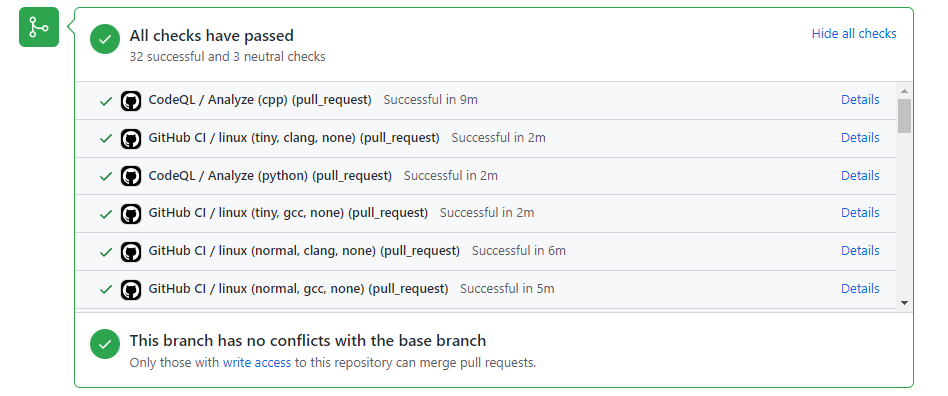 All checks have passed
Hide all checks
32 successful and 3 neutral checks
CodeQL / Analyze (cpp) (pull_request) Successful in 9m Details
GitHub CI / linux (tiny, clang, none) (pull_request) Successful in 2m Details
CodeQL / Analyze (python) (pull_request) Successful in 2m Details
GitHub CI / linux (tiny, gcc, none) (pull_request) Successful in 2m Details
GitHub CI / linux (normal, clang, none) (pull_request) Successful in 6m Details
GitHub CI / linux (normal, gcc, none) (pull_request) Successful in 5m Details
This branch has no conflicts with the base branch
Only those with write access to this repository can merge pull requests.